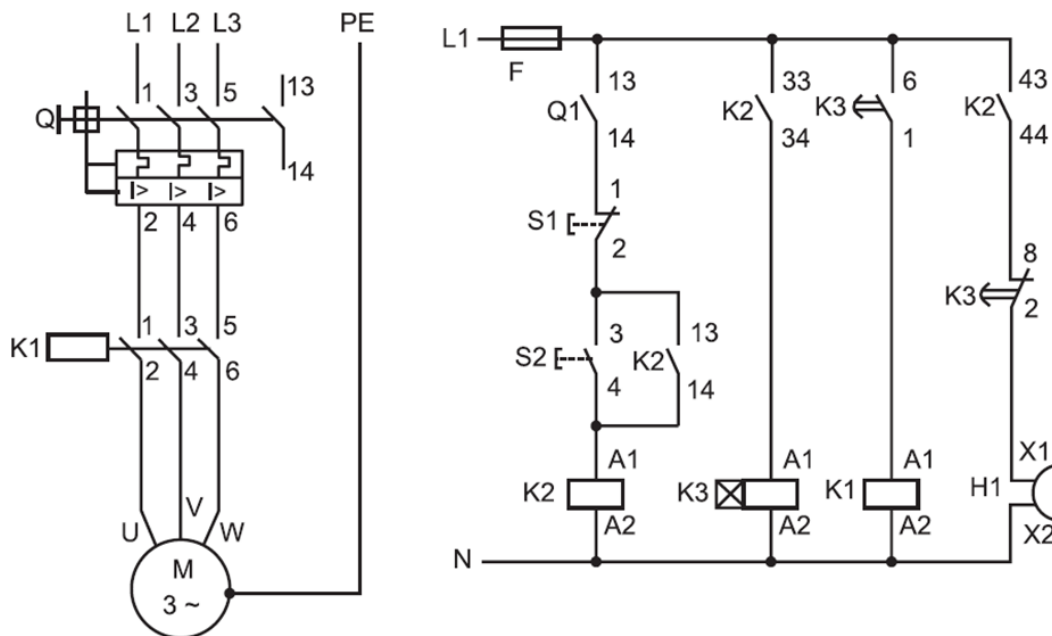 L1 L2 L3 PE
1 3 5 13
Q
14
I> I> I>
2 4 6
1 3 5
K1
2 4 6
U V W
M
3 ~
L1
F
13 33 6 43
Q1 K2 K3 K2
14 34 1 44
1
S1
2
8
K3
2
3 13
S2 K2
4 14
A1 A1 A1 X1
K2 K3 K1 H1
A2 A2 A2 X2
N